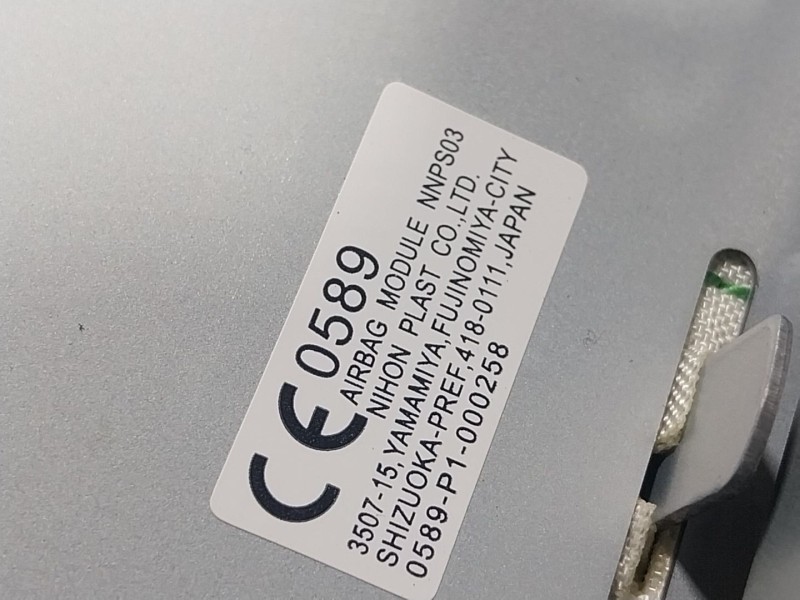 CE 0589
AIRBAG MODULE NNPS03
NIHON PLAST CO.,LTD.
3507-15,YAMAMIYA,FUJINOMIYA-CITY
SHIZUOKA-PREF,418-0111,JAPAN
0589-P1-000258